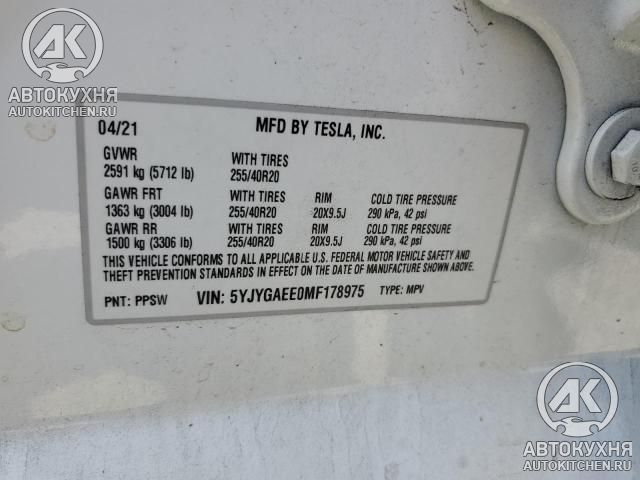 АК
АВТОКУХНЯ
AUTOKITCHEN.RU
04/21 MFD BY TESLA, INC.
GVWR WITH TIRES
2591 kg (5712 lb) 255/40R20
GAWR FRT WITH TIRES RIM COLD TIRE PRESSURE
1363 kg (3004 lb) 255/40R20 20X9.5J 290 kPa, 42 psi
GAWR RR WITH TIRES RIM COLD TIRE PRESSURE
1500 kg (3306 lb) 255/40R20 20X9.5J 290 kPa, 42 psi
THIS VEHICLE CONFORMS TO ALL APPLICABLE U.S. FEDERAL MOTOR VEHICLE SAFETY AND
THEFT PREVENTION STANDARDS IN EFFECT ON THE DATE OF MANUFACTURE SHOWN ABOVE.
PNT: PPSW VIN: 5YJYGAEE0MF178975 TYPE: MPV
АК
АВТОКУХНЯ
AUTOKITCHEN.RU